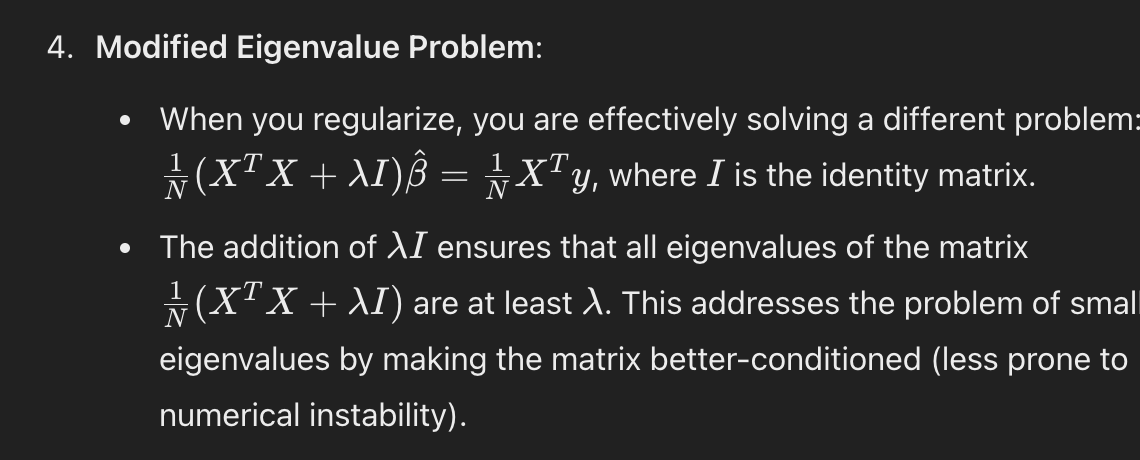 4. Modified Eigenvalue Problem:
• When you regularize, you are effectively solving a different problem:
$\frac{1}{N}(X^T X + \lambda I)\hat{\beta} = \frac{1}{N}X^T y$, where $I$ is the identity matrix.
• The addition of $\lambda I$ ensures that all eigenvalues of the matrix
$\frac{1}{N}(X^T X + \lambda I)$ are at least $\lambda$. This addresses the problem of small
eigenvalues by making the matrix better-conditioned (less prone to
numerical instability).